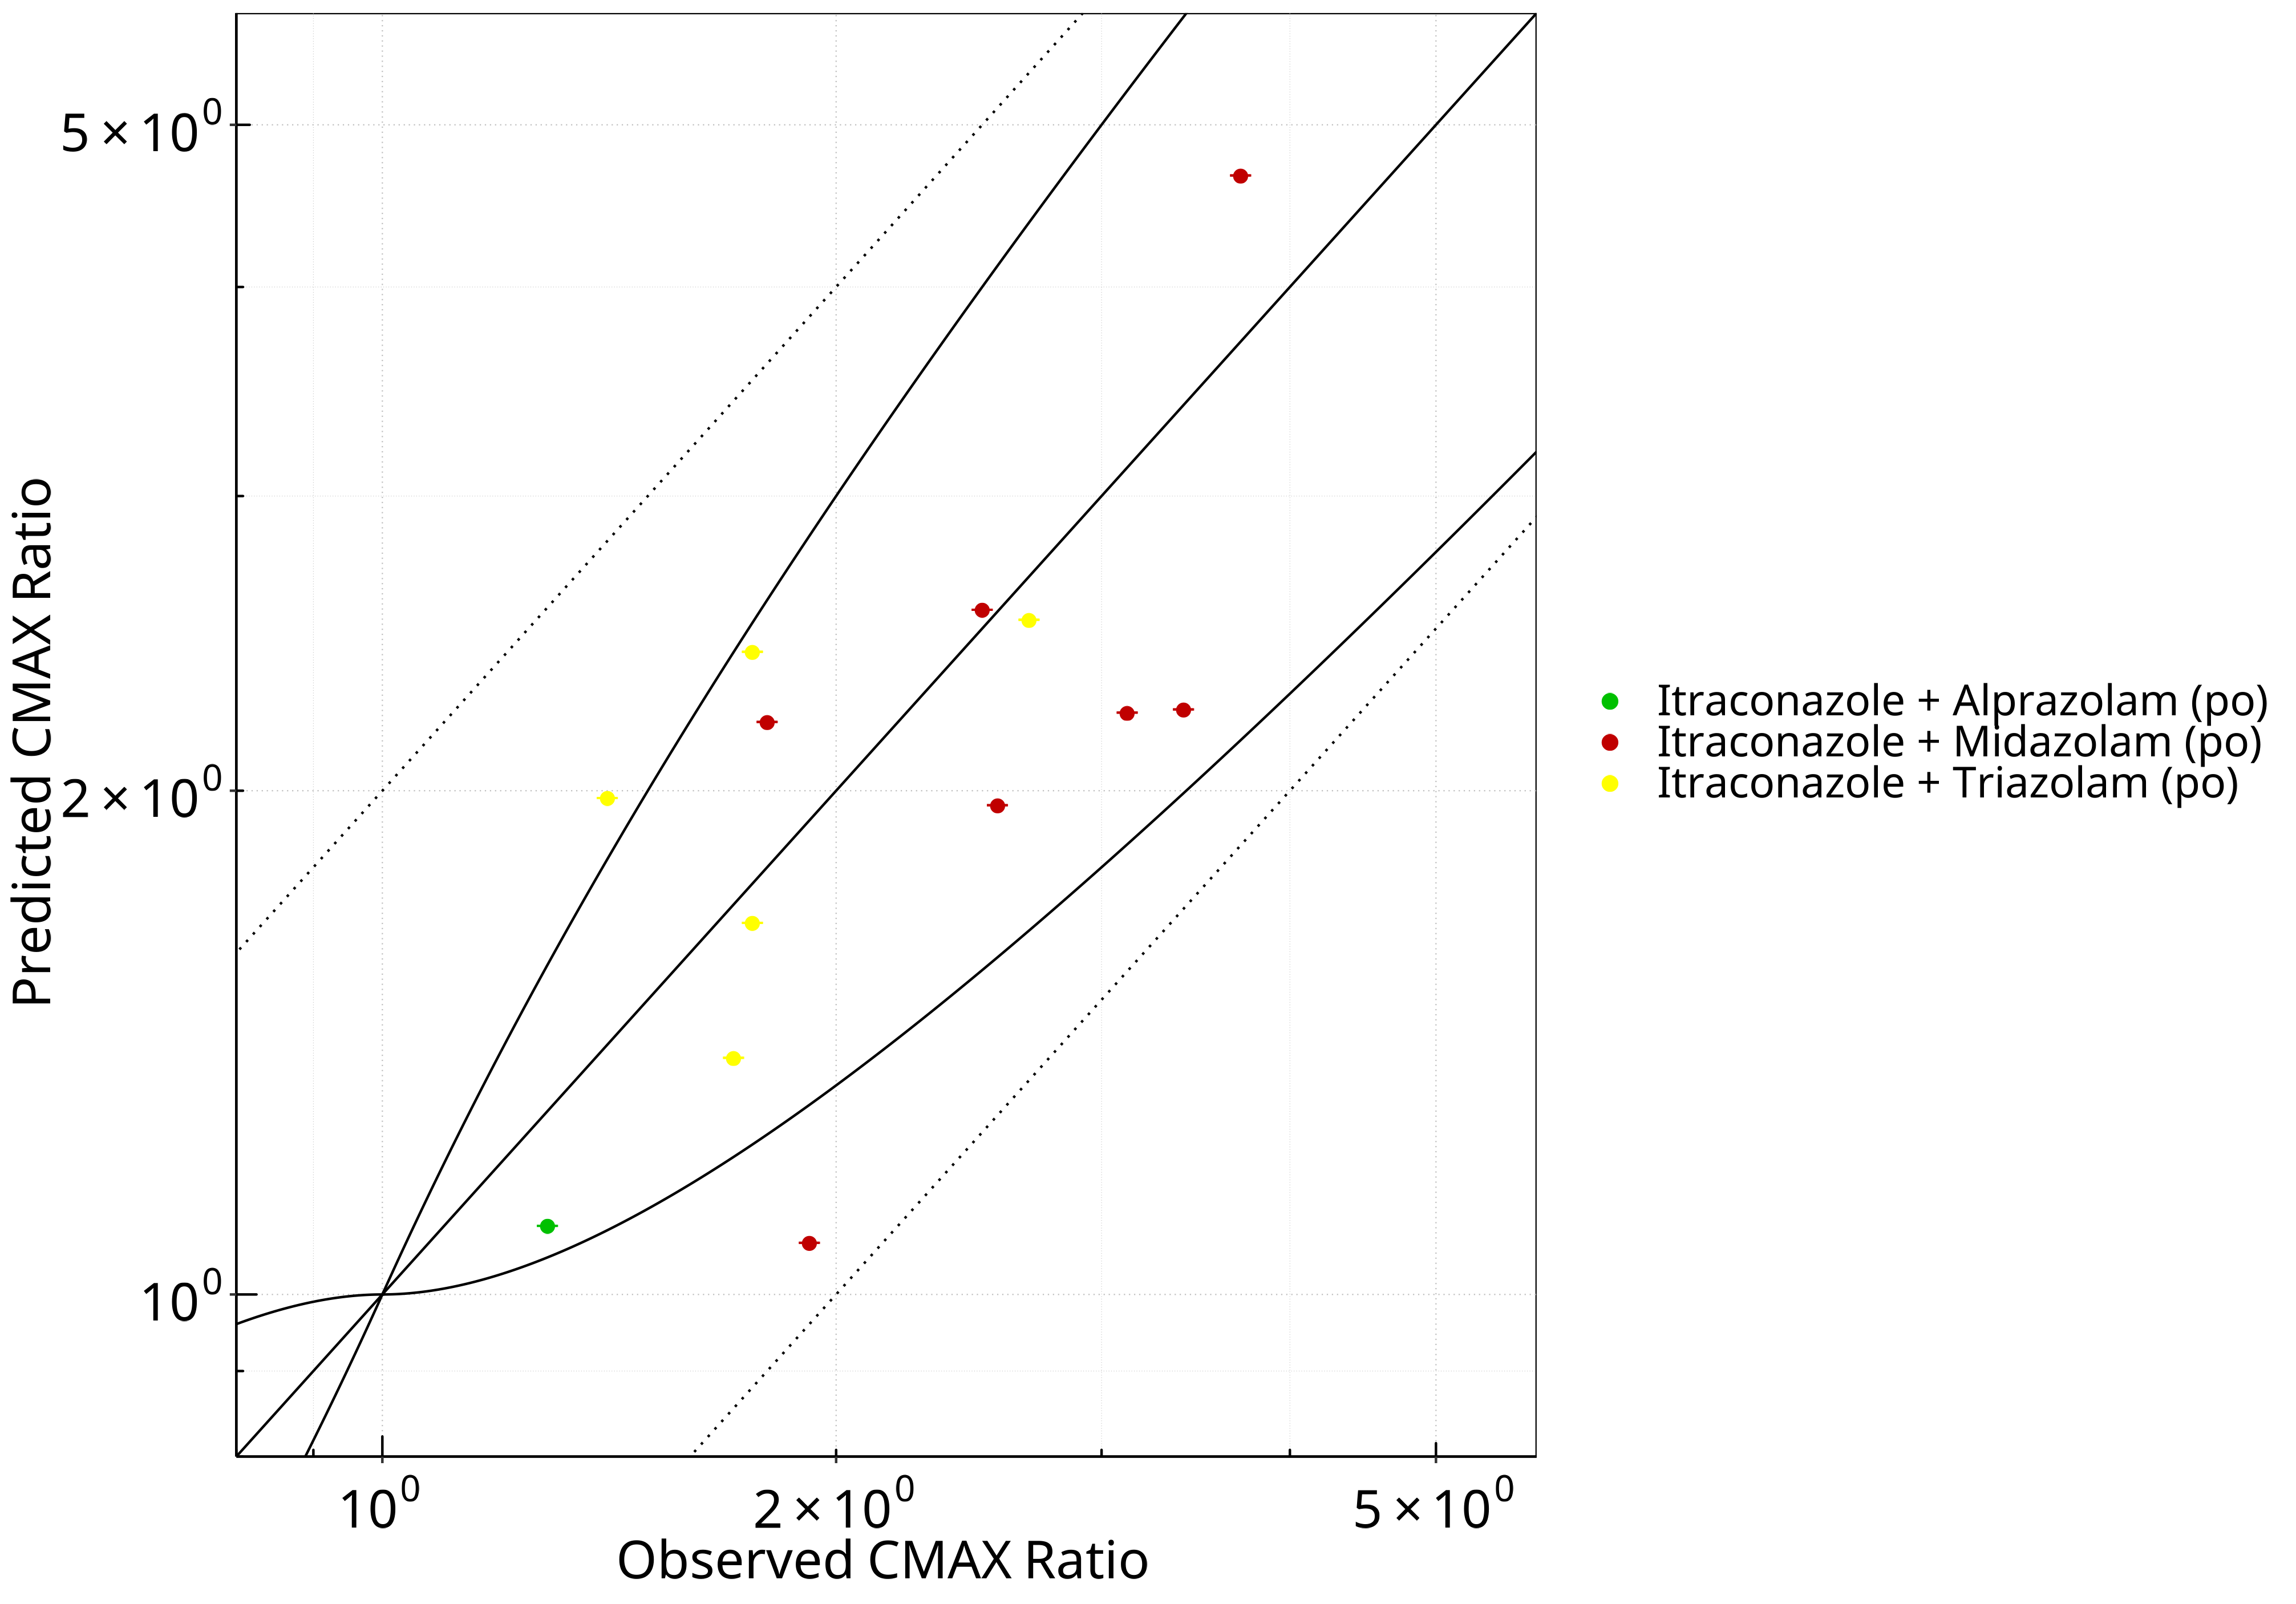 Predicted CMAX Ratio
5 × 10⁰
2 × 10⁰
10⁰
10⁰
2 × 10⁰
5 × 10⁰
Observed CMAX Ratio
Itraconazole + Alprazolam (po)
Itraconazole + Midazolam (po)
Itraconazole + Triazolam (po)